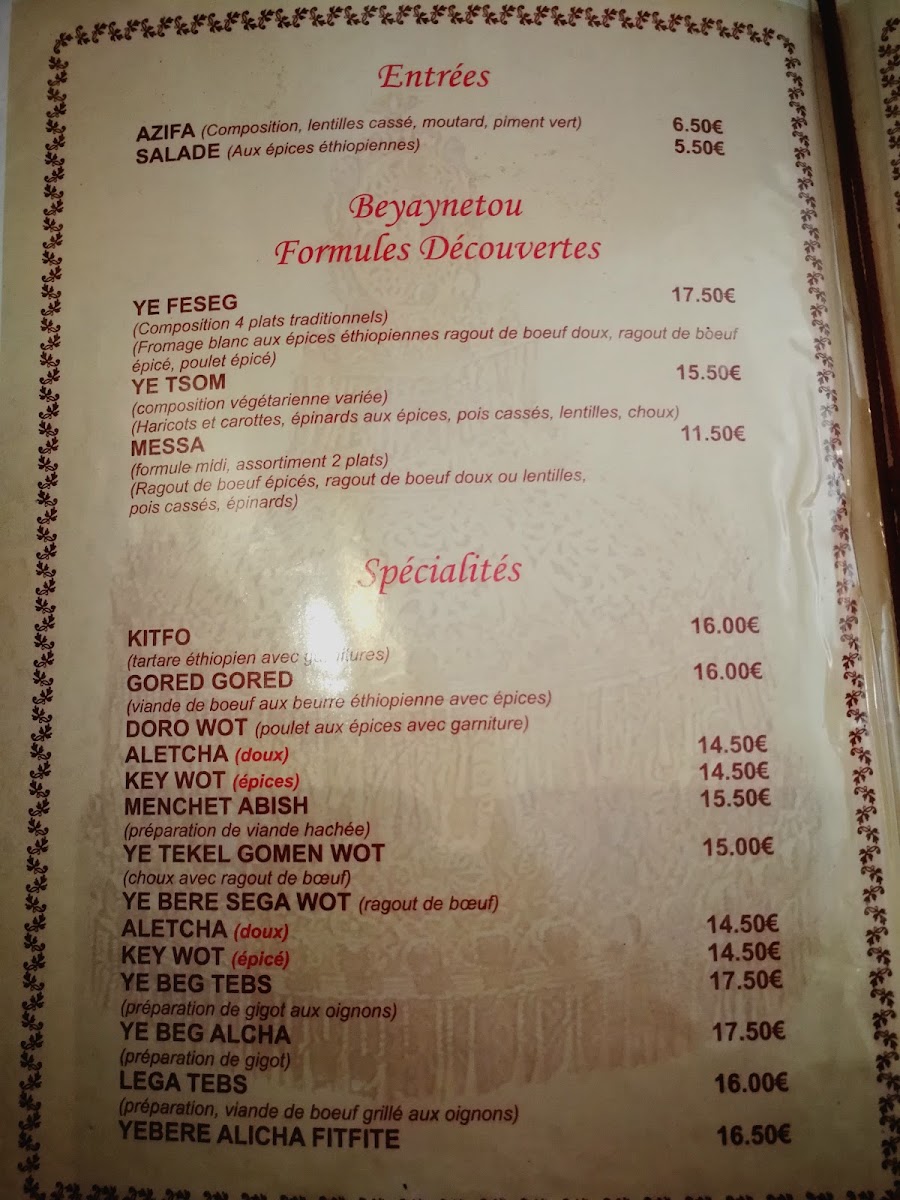 Entrées
AZIFA (Composition, lentilles cassé, moutard, piment vert) 6.50€
SALADE (Aux épices éthiopiennes) 5.50€
Beyaynetou
Formules Découvertes
YE FESEG 17.50€
(Composition 4 plats traditionnels)
(Fromage blanc aux épices éthiopiennes ragout de boeuf doux, ragout de boeuf
épicé, poulet épicé)
YE TSOM 15.50€
(composition végétarienne variée)
(Haricots et carottes, épinards aux épices, pois cassés, lentilles, choux)
MESSA 11.50€
(formule midi, assortiment 2 plats)
(Ragout de boeuf épicés, ragout de boeuf doux ou lentilles,
pois cassés, épinards)
Spécialités
KITFO 16.00€
(tartare éthiopien avec garnitures)
GORED GORED 16.00€
(viande de boeuf aux beurre éthiopienne avec épices)
DORO WOT (poulet aux épices avec garniture)
ALETCHA (doux) 14.50€
KEY WOT (épices) 14.50€
MENCHET ABISH 15.50€
(préparation de viande hachée)
YE TEKEL GOMEN WOT 15.00€
(choux avec ragout de bœuf)
YE BERE SEGA WOT (ragout de bœuf)
ALETCHA (doux) 14.50€
KEY WOT (épicé) 14.50€
YE BEG TEBS 17.50€
(préparation de gigot aux oignons)
YE BEG ALCHA 17.50€
(préparation de gigot)
LEGA TEBS 16.00€
(préparation, viande de boeuf grillé aux oignons)
YEBERE ALICHA FITFITE 16.50€